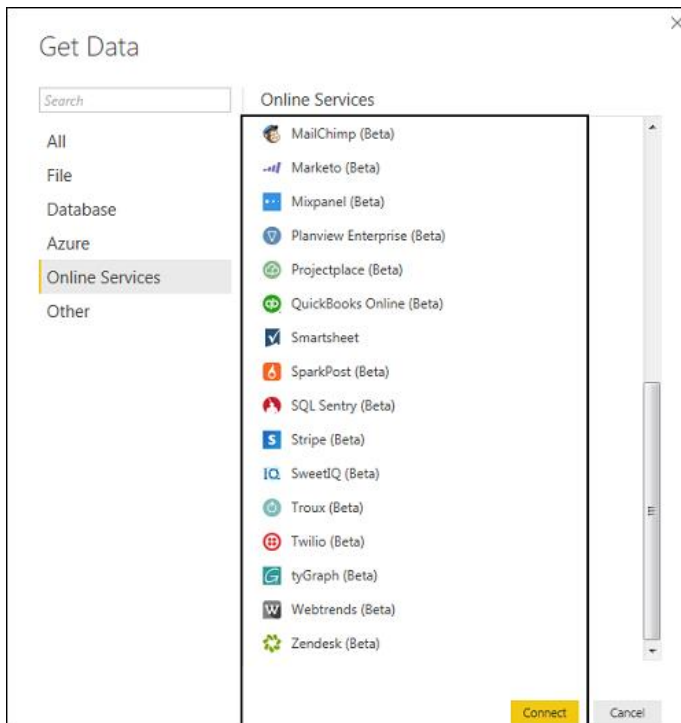 Get Data
Search
All
File
Database
Azure
Online Services
Other
Online Services
MailChimp (Beta)
Marketo (Beta)
Mixpanel (Beta)
Planview Enterprise (Beta)
Projectplace (Beta)
QuickBooks Online (Beta)
Smartsheet
SparkPost (Beta)
SQL Sentry (Beta)
Stripe (Beta)
SweetIQ (Beta)
Troux (Beta)
Twilio (Beta)
tyGraph (Beta)
Webtrends (Beta)
Zendesk (Beta)
Connect
Cancel